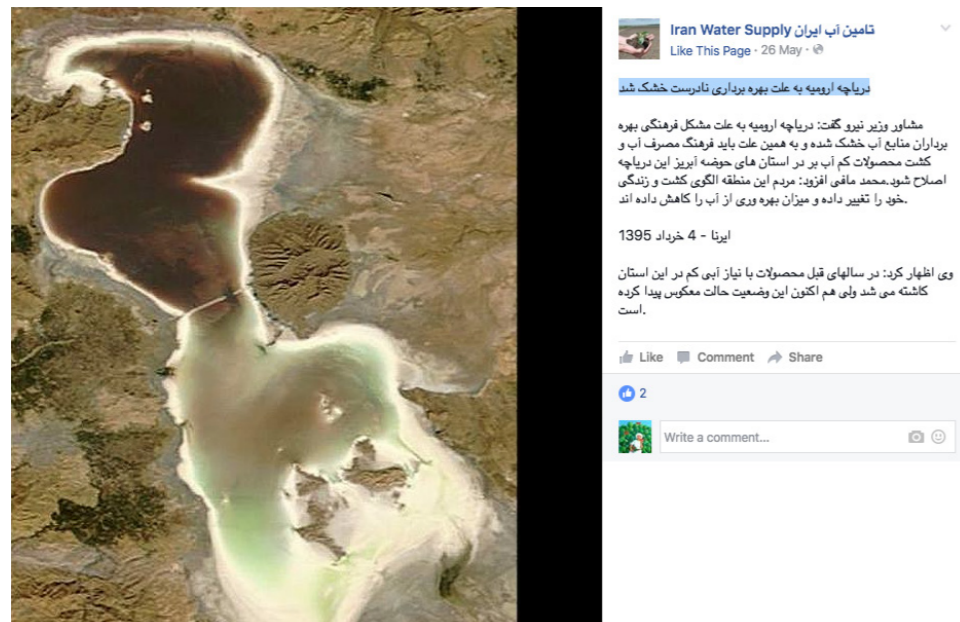 Iran Water Supply تامین آب ایران
Like This Page · 26 May ·
دریاچه ارومیه به علت بهره برداری نادرست خشک شد
مشاور وزیر نیرو گفت: دریاچه ارومیه به علت مشکل فرهنگی بهره
برداران منابع آب خشک شده و به همین علت باید فرهنگ مصرف آب و
کشت محصولات کم آب بر در استان های حوضه آبریز این دریاچه
اصلاح شود.محمد مافی افزود: مردم این منطقه الگوی کشت و زندگی
خود را تغییر داده و میزان بهره وری از آب را کاهش داده اند.
ایرنا - 4 خرداد 1395
وی اظهار کرد: در سالهای قبل محصولات با نیاز آبی کم در این استان
کاشته می شد ولی هم اکنون این وضعیت حالت معکوس پیدا کرده
است.
Like Comment Share
2
Write a comment...